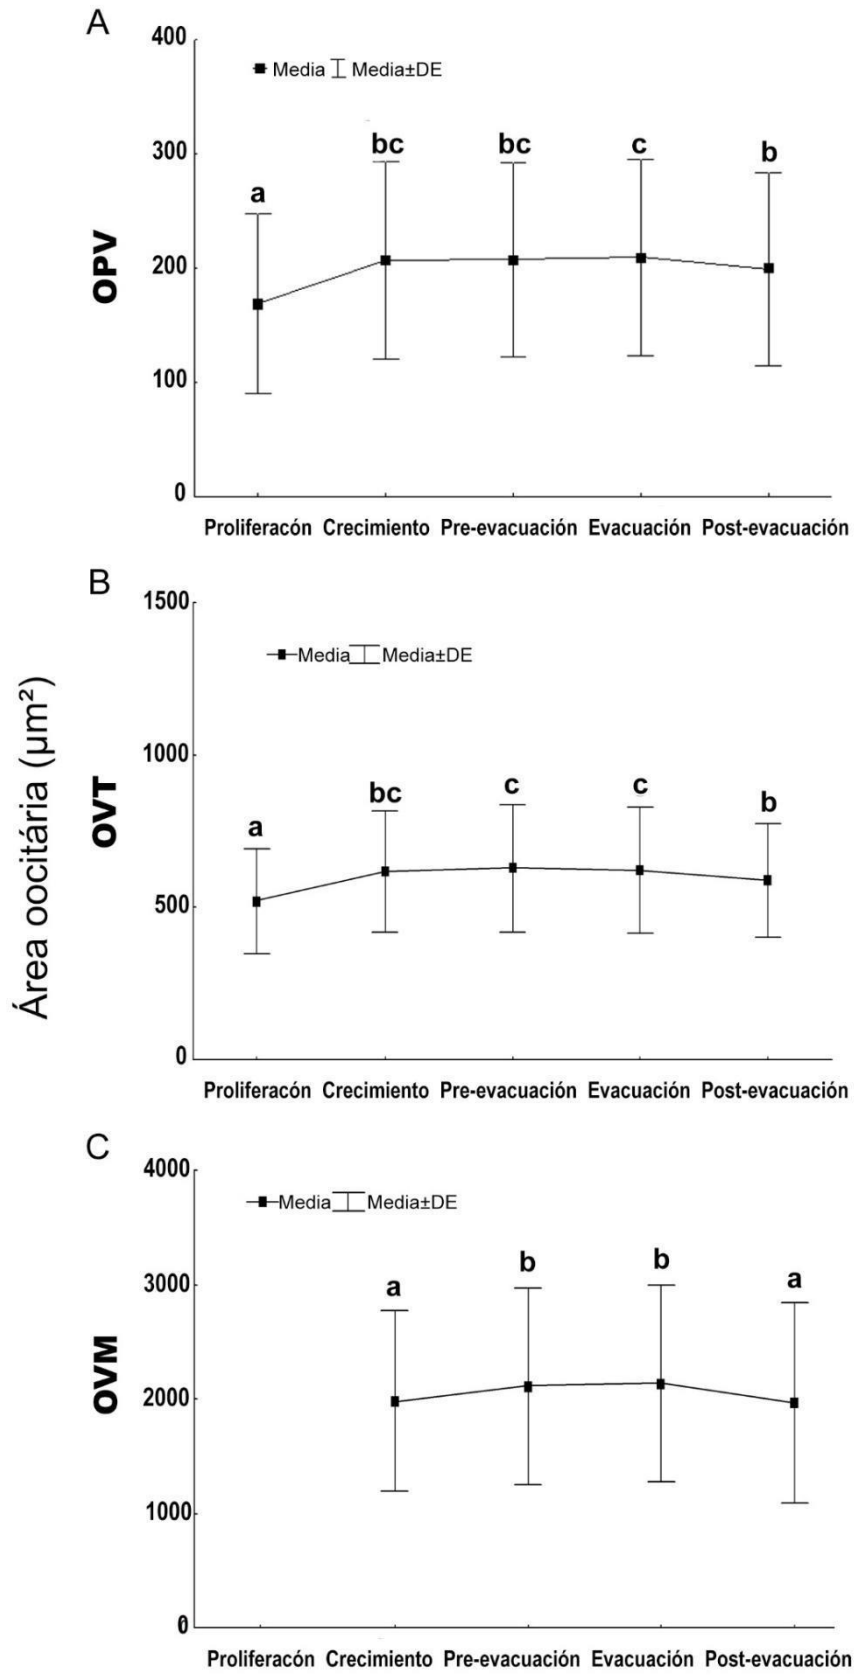 Área oocitária (µm²)
A
400
300
200
100
0
OPV
Media Media±DE
a
bc
bc
c
b
Proliferacón Crecimiento Pre-evacuación Evacuación Post-evacuación
B
1500
1000
500
0
OVT
Media Media±DE
a
bc
c
c
b
Proliferacón Crecimiento Pre-evacuación Evacuación Post-evacuación
C
4000
3000
2000
1000
0
OVM
Media Media±DE
a
b
b
a
Proliferacón Crecimiento Pre-evacuación Evacuación Post-evacuación